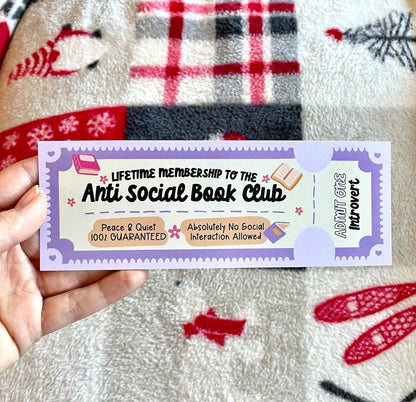 LIFETIME MEMBERSHIP TO THE
Anti Social Book Club
Peace & Quiet
100% GUARANTEED
Absolutely No Social
Interaction Allowed
ADMIT ONE
Introvert